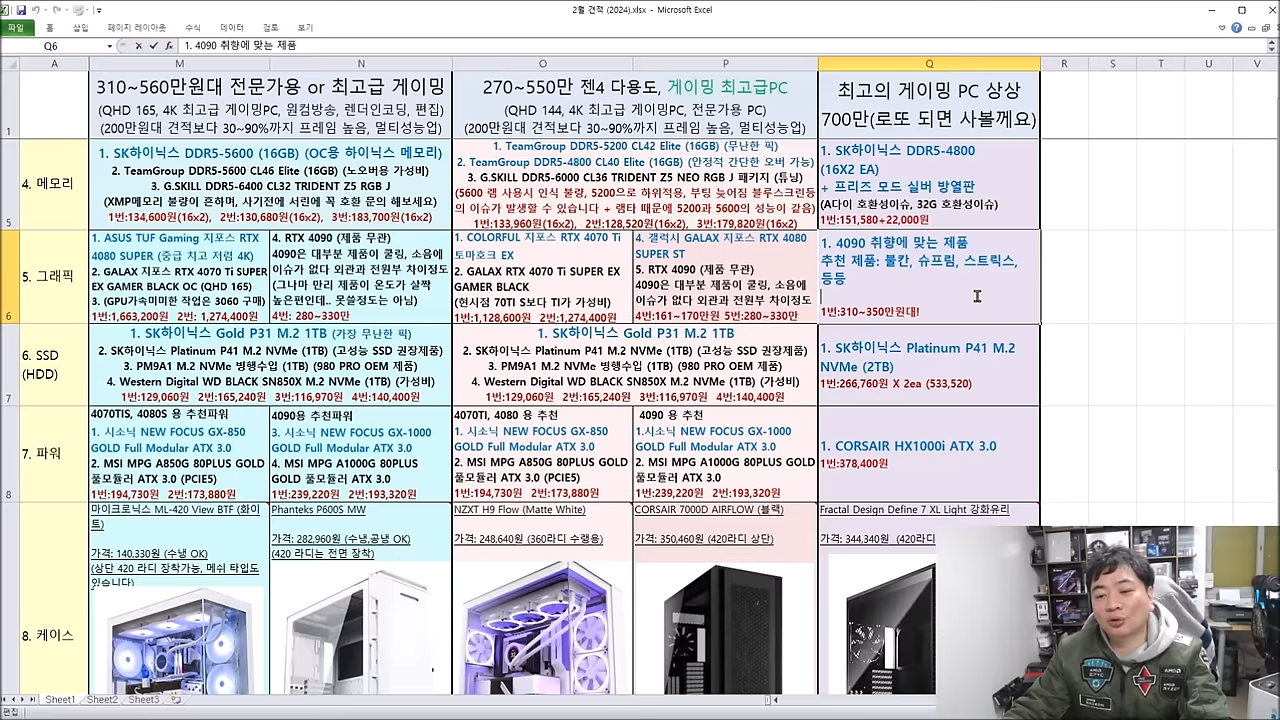 2월 견적 (2024).xlsx - Microsoft Excel
파일 홈 삽입 페이지 레이아웃 수식 데이터 검토 보기
Q6 fx 1. 4090 취향에 맞는 제품
A M N O P Q R S T U V
1
310~560만원대 전문가용 or 최고급 게이밍
(QHD 165, 4K 최고급 게이밍PC, 원컴방송, 렌더인코딩, 편집)
(200만원대 견적보다 30~90%까지 프레임 높음, 멀티성능업)
270~550만 젠4 다용도, 게이밍 최고급PC
(QHD 144, 4K 최고급 게이밍PC, 전문가용 PC)
(200만원대 견적보다 30~90%까지 프레임 높음, 멀티성능업)
최고의 게이밍 PC 상상
700만(로또 되면 사볼께요)
5
4. 메모리
1. SK하이닉스 DDR5-5600 (16GB) (OC용 하이닉스 메모리)
2. TeamGroup DDR5-5600 CL46 Elite (16GB) (노오버용 가성비)
3. G.SKILL DDR5-6400 CL32 TRIDENT Z5 RGB J
(XMP메모리 불량이 흔하며, 사기전에 서린에 꼭 호환 문의 해보세요)
1번:134,600원(16x2), 2번:130,680원(16x2), 3번:183,700원(16x2)
1. TeamGroup DDR5-5200 CL42 Elite (16GB) (무난한 픽)
2. TeamGroup DDR5-4800 CL40 Elite (16GB) (안정적 간단한 오버 가능)
3. G.SKILL DDR5-6000 CL36 TRIDENT Z5 NEO RGB J 패키지 (튜닝)
(5600 램 사용시 인식 불량, 5200으로 하위적용, 부팅 늦어짐 블루스크린등
의 이슈가 발생할 수 있습니다 + 램타 때문에 5200과 5600의 성능이 같음)
1번:133,960원(16x2), 2번:128,520원(16x2), 3번:179,820원(16x2)
1. SK하이닉스 DDR5-4800
(16X2 EA)
+ 프리즈 모드 실버 방열판
(A다이 호환성이슈, 32G 호환성이슈)
1번:151,580+22,000원
6
5. 그래픽
1. ASUS TUF Gaming 지포스 RTX
4080 SUPER (중급 치고 저렴 4K)
2. GALAX 지포스 RTX 4070 Ti SUPER
EX GAMER BLACK OC (QHD 165)
3. (GPU가속미미한 작업은 3060 구매)
1번:1,663,200원 2번: 1,274,400원
4. RTX 4090 (제품 무관)
4090은 대부분 제품이 쿨링, 소음에
이슈가 없다 외관과 전원부 차이정도
(그나마 만리 제품이 온도가 살짝
높은편인데.. 못쓸정도는 아님)
4번: 280~330만
1. COLORFUL 지포스 RTX 4070 Ti
토마호크 EX
2. GALAX RTX 4070 Ti SUPER EX
GAMER BLACK
(현시점 70TI S보다 TI가 가성비)
1번:1,128,600원 2번:1,274,400원
4. 갤럭시 GALAX 지포스 RTX 4080
SUPER ST
5. RTX 4090 (제품 무관)
4090은 대부분 제품이 쿨링, 소음에
이슈가 없다 외관과 전원부 차이정도
4번:161~170만원 5번:280~330만
1. 4090 취향에 맞는 제품
추천 제품: 불칸, 슈프림, 스트릭스,
등등
1번:310~350만원대!
7
6. SSD
(HDD)
1. SK하이닉스 Gold P31 M.2 1TB (가장 무난한 픽)
2. SK하이닉스 Platinum P41 M.2 NVMe (1TB) (고성능 SSD 권장제품)
3. PM9A1 M.2 NVMe 병행수입 (1TB) (980 PRO OEM 제품)
4. Western Digital WD BLACK SN850X M.2 NVMe (1TB) (가성비)
1번:129,060원 2번:165,240원 3번:116,970원 4번:140,400원
1. SK하이닉스 Gold P31 M.2 1TB
2. SK하이닉스 Platinum P41 M.2 NVMe (1TB) (고성능 SSD 권장제품)
3. PM9A1 M.2 NVMe 병행수입 (1TB) (980 PRO OEM 제품)
4. Western Digital WD BLACK SN850X M.2 NVMe (1TB) (가성비)
1번:129,060원 2번:165,240원 3번:116,970원 4번:140,400원
1. SK하이닉스 Platinum P41 M.2
NVMe (2TB)
1번:266,760원 X 2ea (533,520)
8
7. 파워
4070TIS, 4080S 용 추천파워
1. 시소닉 NEW FOCUS GX-850
GOLD Full Modular ATX 3.0
2. MSI MPG A850G 80PLUS GOLD
풀모듈러 ATX 3.0 (PCIE5)
1번:194,730원 2번:173,880원
4090용 추천파워
3. 시소닉 NEW FOCUS GX-1000
GOLD Full Modular ATX 3.0
4. MSI MPG A1000G 80PLUS
GOLD 풀모듈러 ATX 3.0
1번:239,220원 2번:193,320원
4070TI, 4080 용 추천
1. 시소닉 NEW FOCUS GX-850
GOLD Full Modular ATX 3.0
2. MSI MPG A850G 80PLUS GOLD
풀모듈러 ATX 3.0 (PCIE5)
1번:194,730원 2번:173,880원
4090 용 추천
1.시소닉 NEW FOCUS GX-1000
GOLD Full Modular ATX 3.0
2. MSI MPG A1000G 80PLUS GOLD
풀모듈러 ATX 3.0
1번:239,220원 2번:193,320원
1. CORSAIR HX1000i ATX 3.0
1번:378,400원
8. 케이스
마이크로닉스 ML-420 View BTF (화이
트)
가격: 140,330원 (수냉 OK)
(상단 420 라디 장착가능, 메쉬 타입도
있습니다)
Phanteks P600S MW
가격: 282,960원 (수냉,공냉 OK)
(420 라디는 전면 장착)
NZXT H9 Flow (Matte White)
가격: 248,640원 (360라디 수랭용)
CORSAIR 7000D AIRFLOW (블랙)
가격: 350,460원 (420라디 상단)
Fractal Design Define 7 XL Light 강화유리
가격: 344,340원 (420라디
Sheet1 Sheet2 Sheet3
편집
AMD
EPYC
AMD
RADEON
AMD
RYZEN